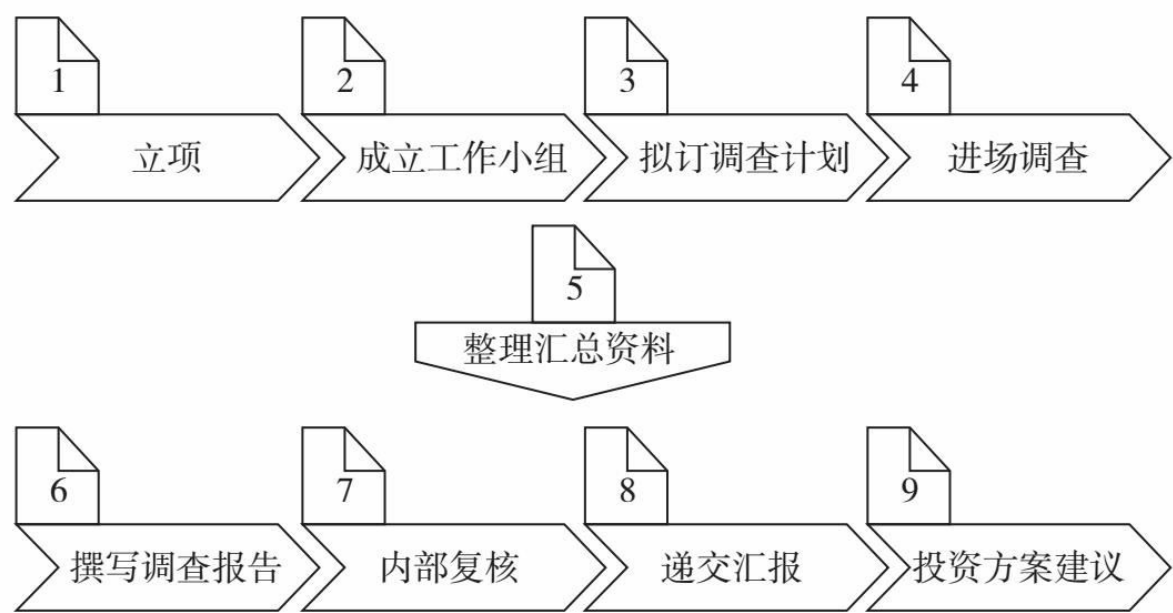 1
立项
2
成立工作小组
3
拟订调查计划
4
进场调查
5
整理汇总资料
6
撰写调查报告
7
内部复核
8
递交汇报
9
投资方案建议